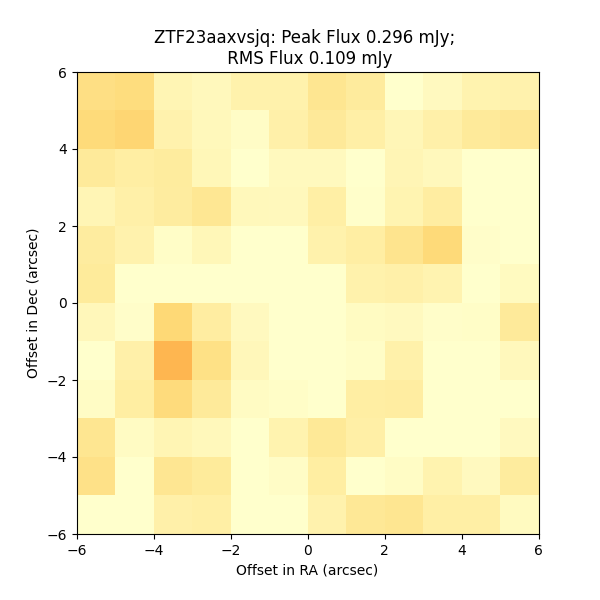 ZTF23aaxvsjq: Peak Flux 0.296 mJy;
RMS Flux 0.109 mJy
6
4
2
0
−2
−4
−6
Offset in Dec (arcsec)
−6 −4 −2 0 2 4 6
Offset in RA (arcsec)